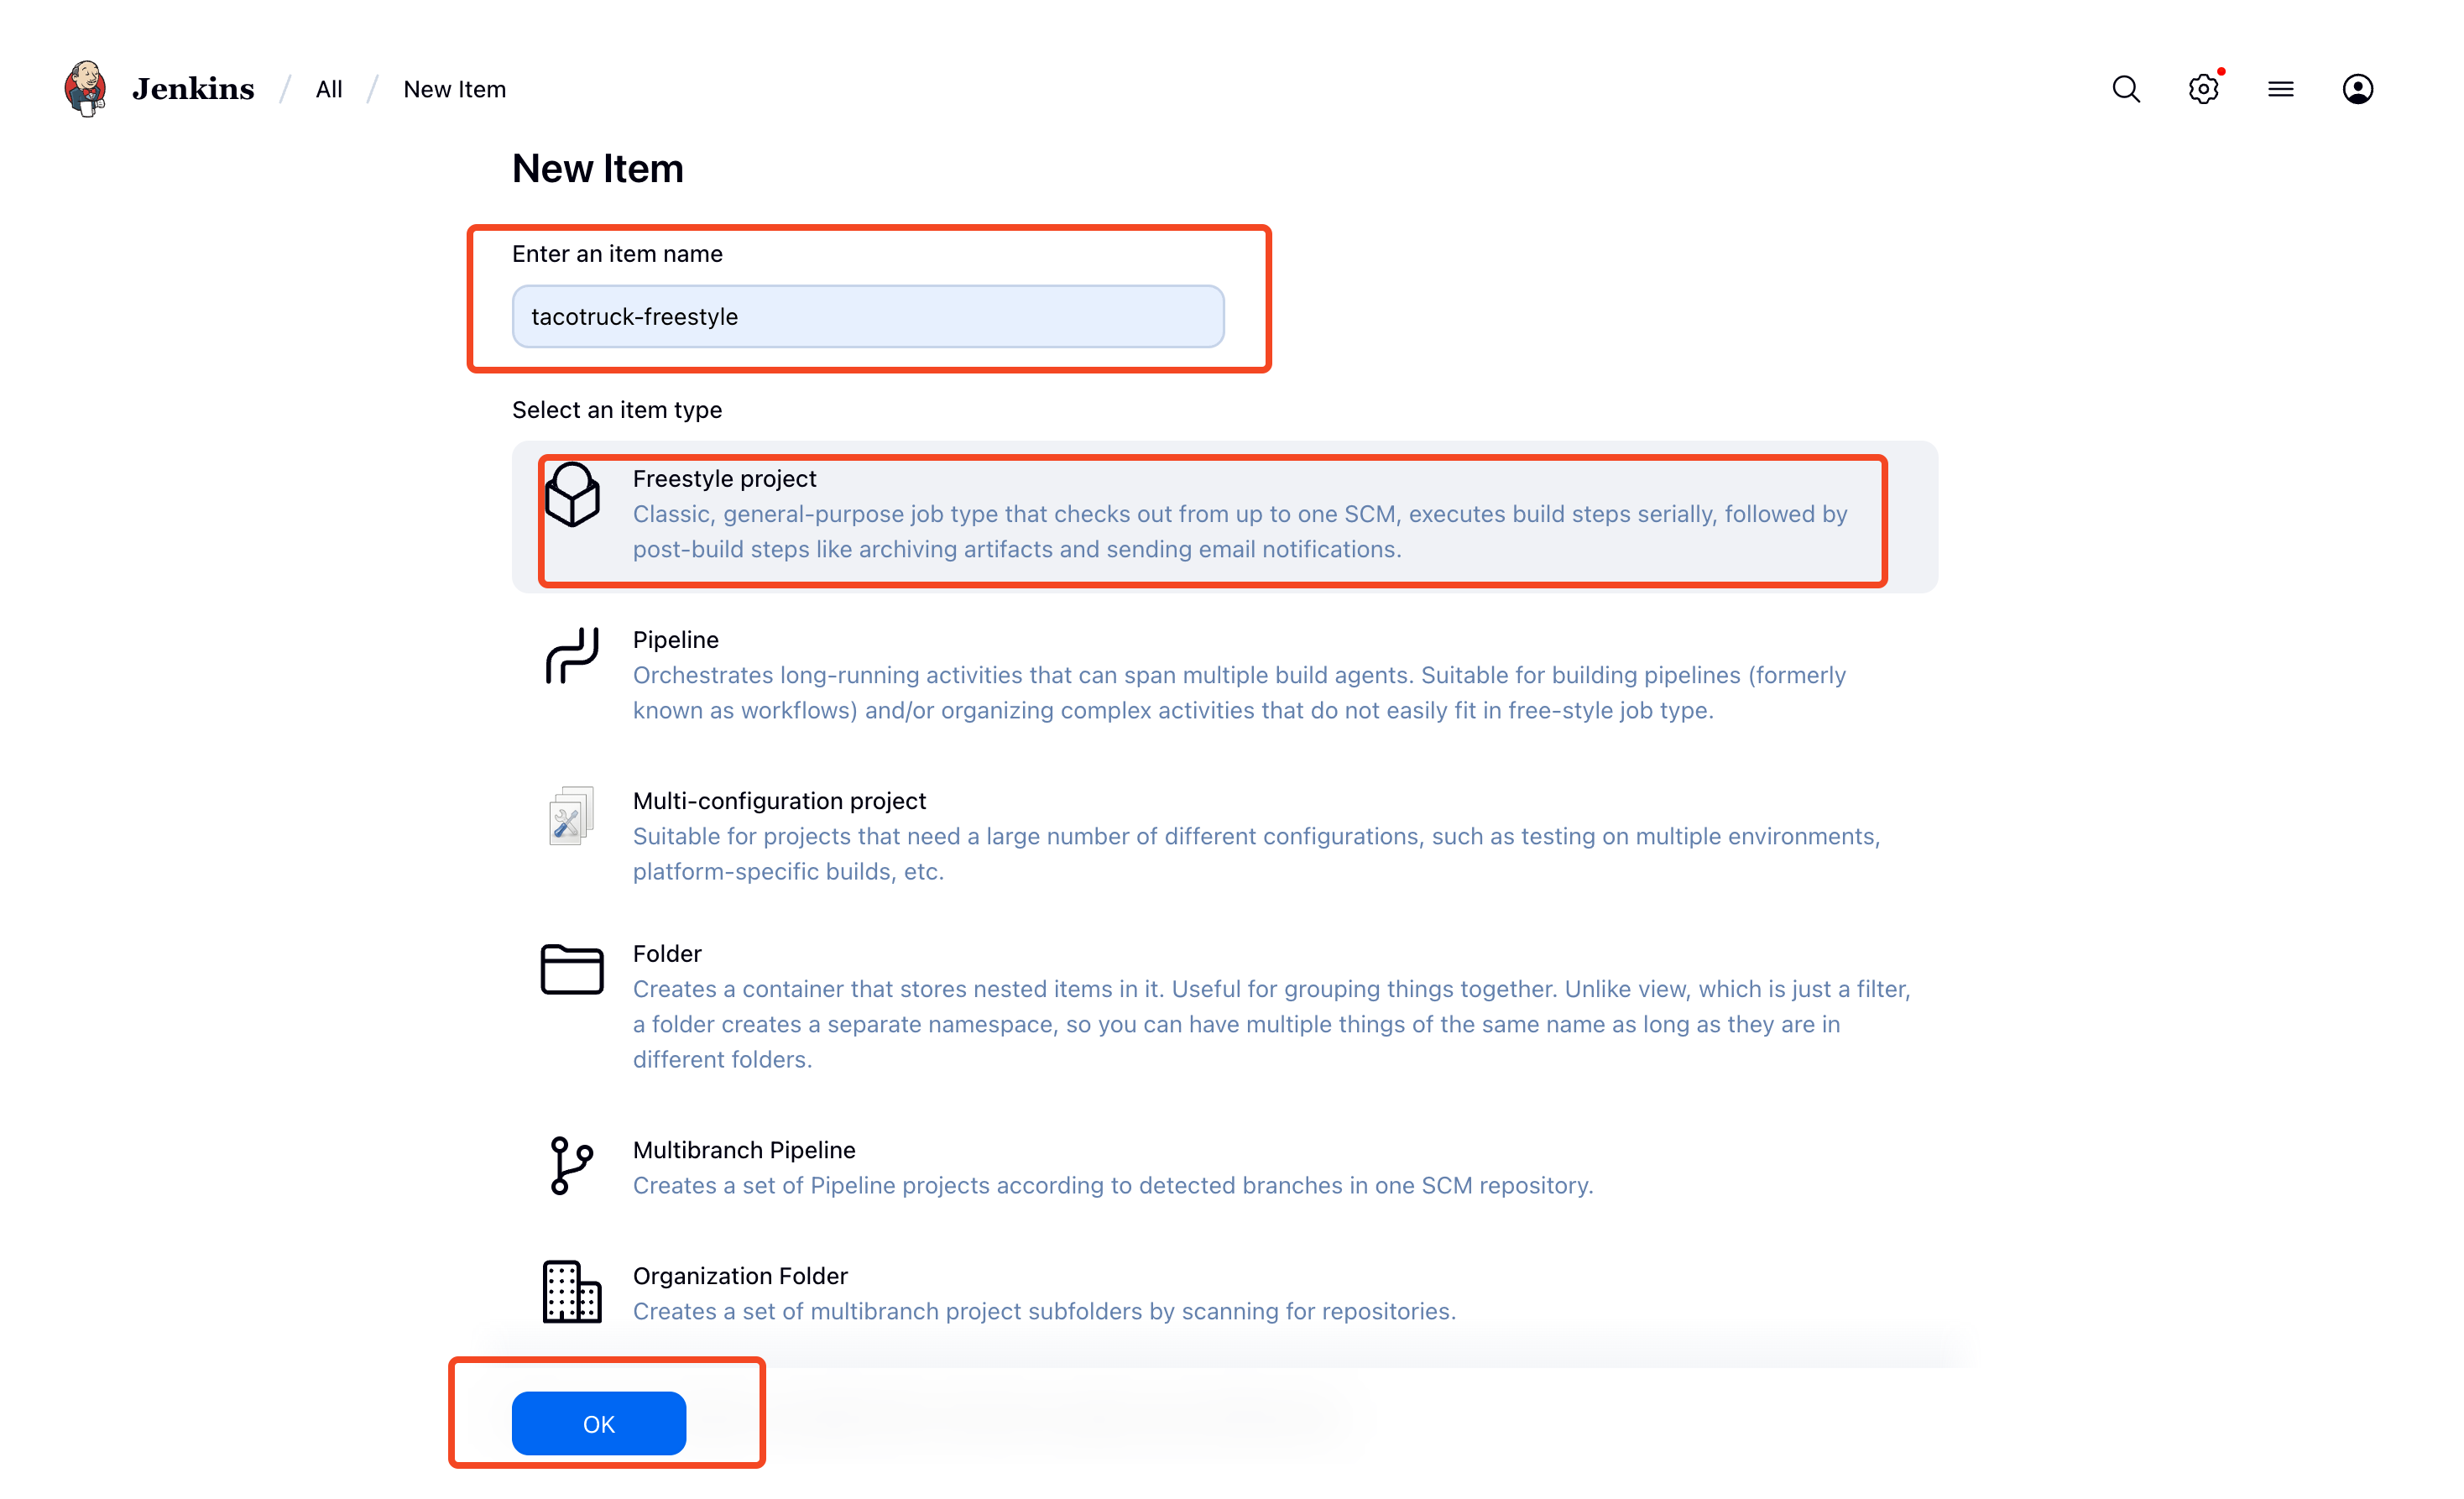 Jenkins / All / New Item
New Item
Enter an item name
tacotruck-freestyle
Select an item type
Freestyle project
Classic, general-purpose job type that checks out from up to one SCM, executes build steps serially, followed by
post-build steps like archiving artifacts and sending email notifications.
Pipeline
Orchestrates long-running activities that can span multiple build agents. Suitable for building pipelines (formerly
known as workflows) and/or organizing complex activities that do not easily fit in free-style job type.
Multi-configuration project
Suitable for projects that need a large number of different configurations, such as testing on multiple environments,
platform-specific builds, etc.
Folder
Creates a container that stores nested items in it. Useful for grouping things together. Unlike view, which is just a filter,
a folder creates a separate namespace, so you can have multiple things of the same name as long as they are in
different folders.
Multibranch Pipeline
Creates a set of Pipeline projects according to detected branches in one SCM repository.
Organization Folder
Creates a set of multibranch project subfolders by scanning for repositories.
OK